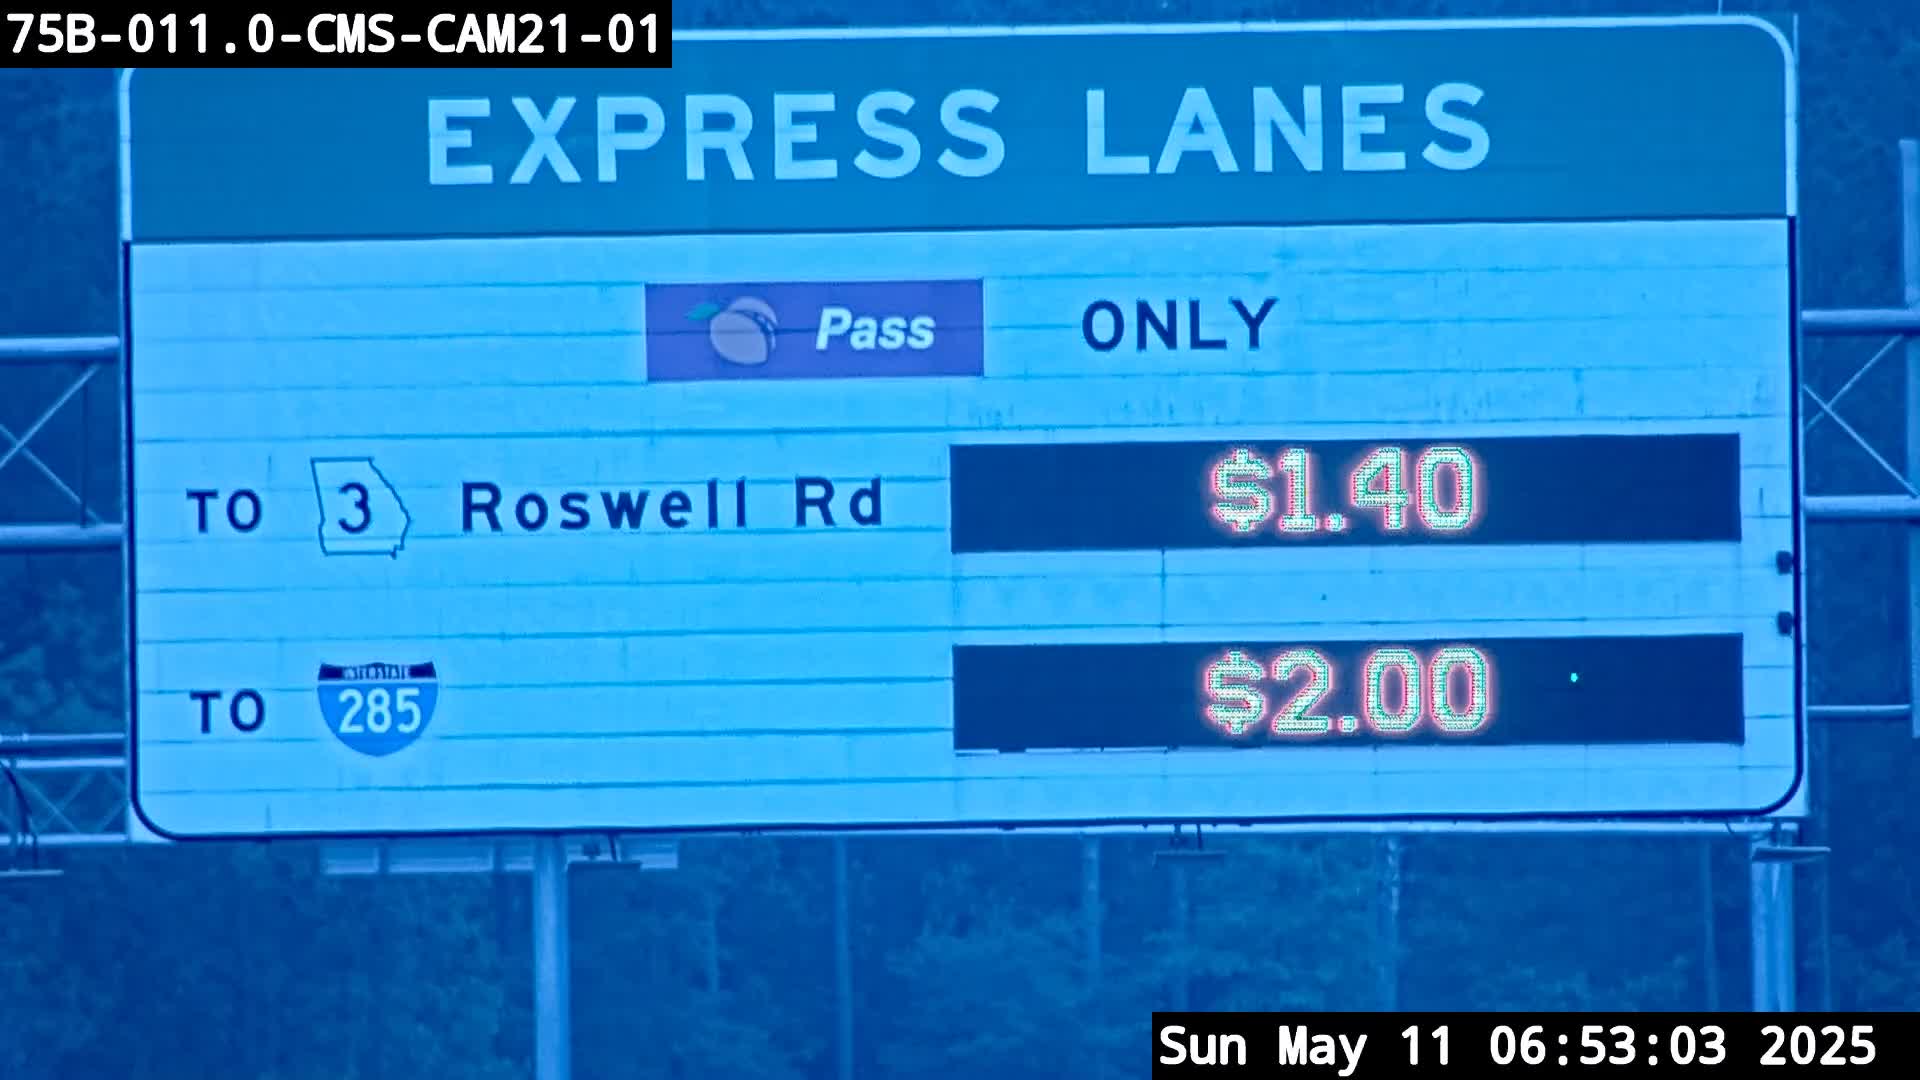 75B-011.0-CMS-CAM21-01
EXPRESS LANES
Pass ONLY
TO 3 Roswell Rd $1.40
TO INTERSTATE 285 $2.00
Sun May 11 06:53:03 2025